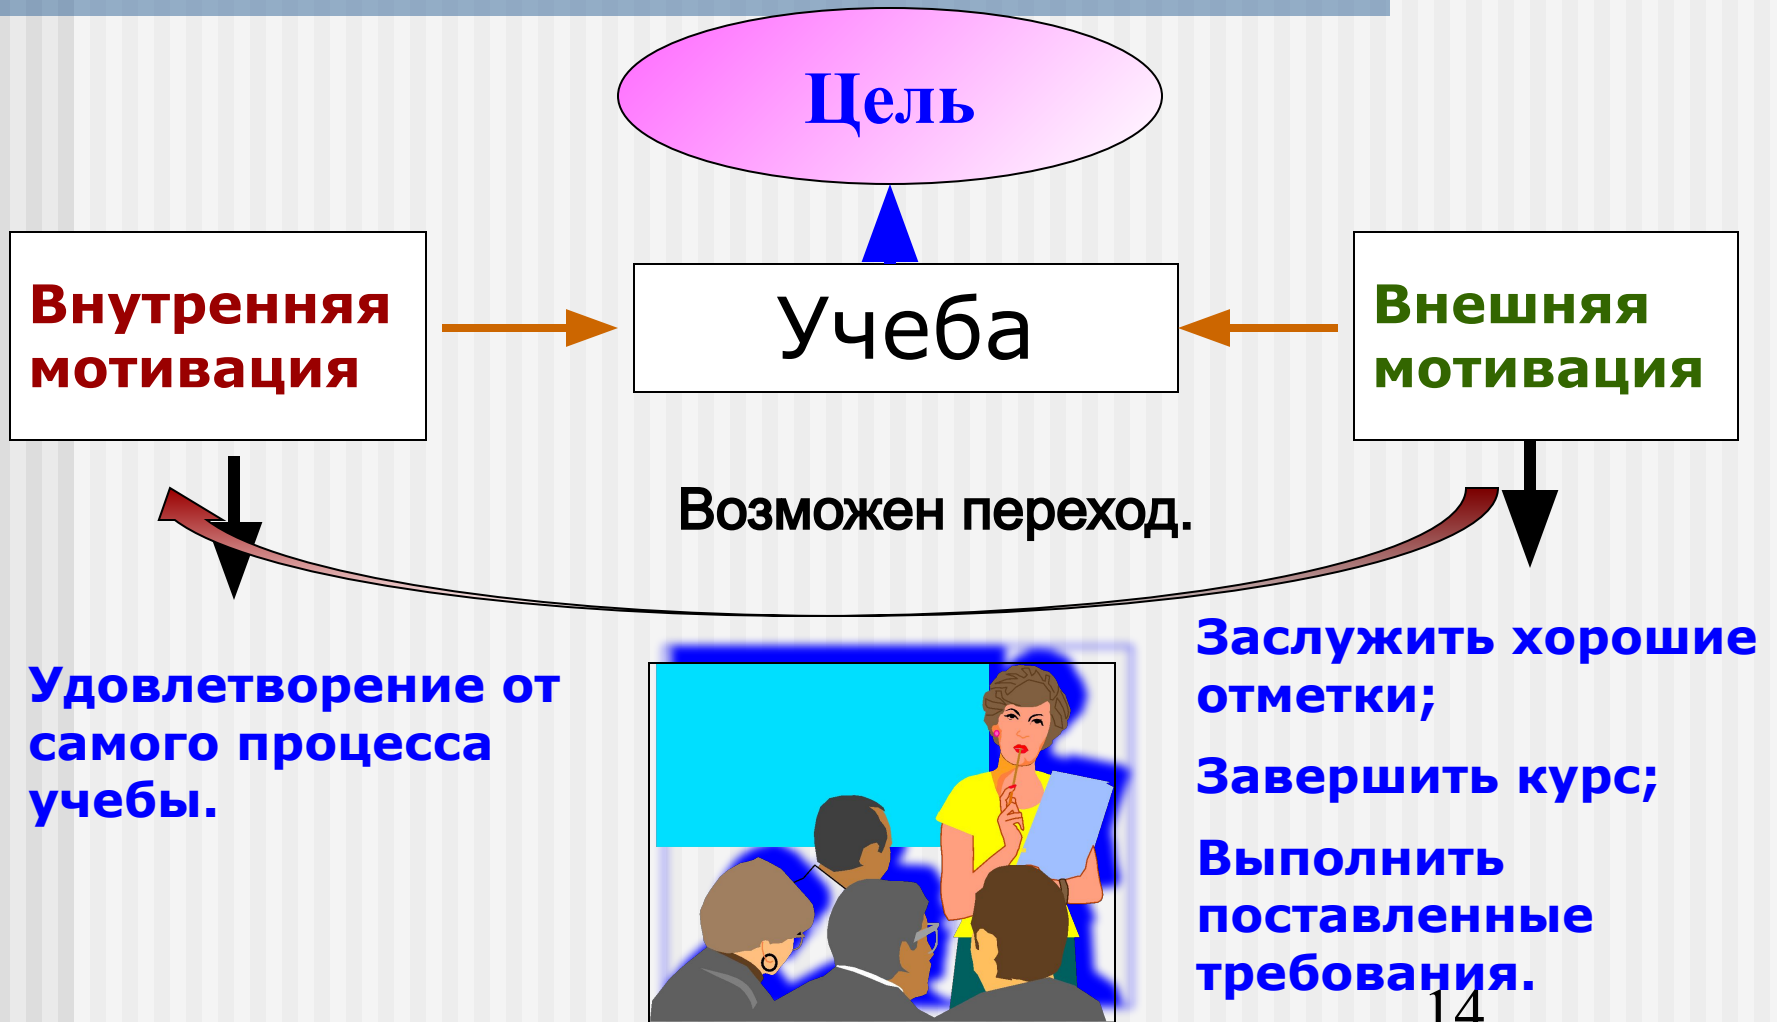 Цель
Внутренняя
мотивация
Учеба
Внешняя
мотивация
Возможен переход.
Удовлетворение от
самого процесса
учебы.
Заслужить хорошие
отметки;
Завершить курс;
Выполнить
поставленные
требования.
14